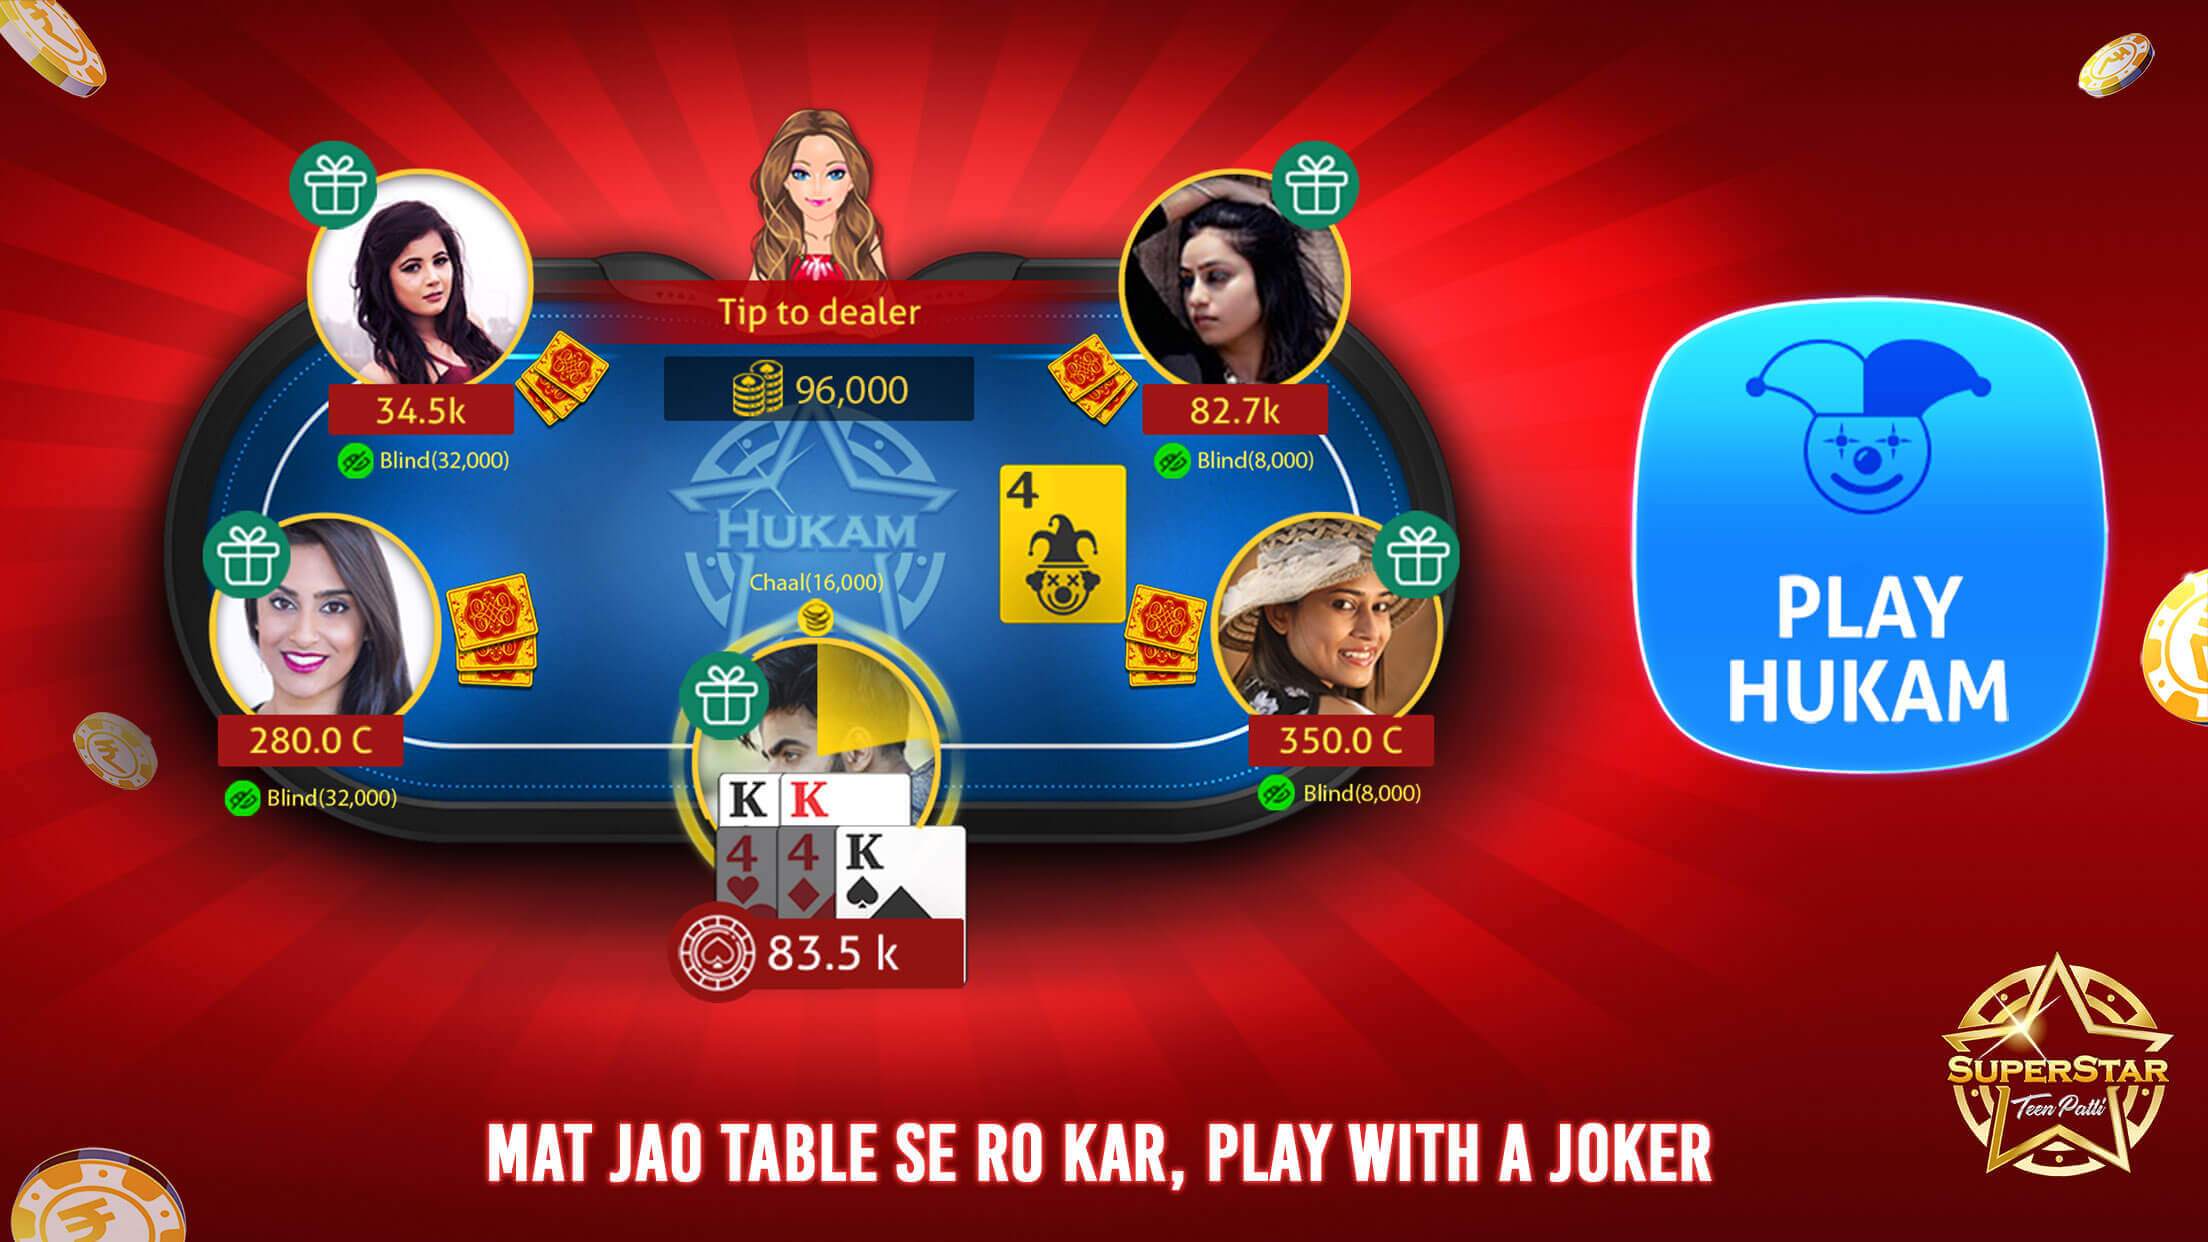 Tip to dealer
96,000
34.5k
Blind(32,000)
82.7k
Blind(8,000)
4
HUKAM
Chaal(16,000)
280.0 C
Blind(32,000)
350.0 C
Blind(8,000)
K K
4 4 K
83.5 k
PLAY
HUKAM
SUPERSTAR
Teen Patti
MAT JAO TABLE SE RO KAR, PLAY WITH A JOKER